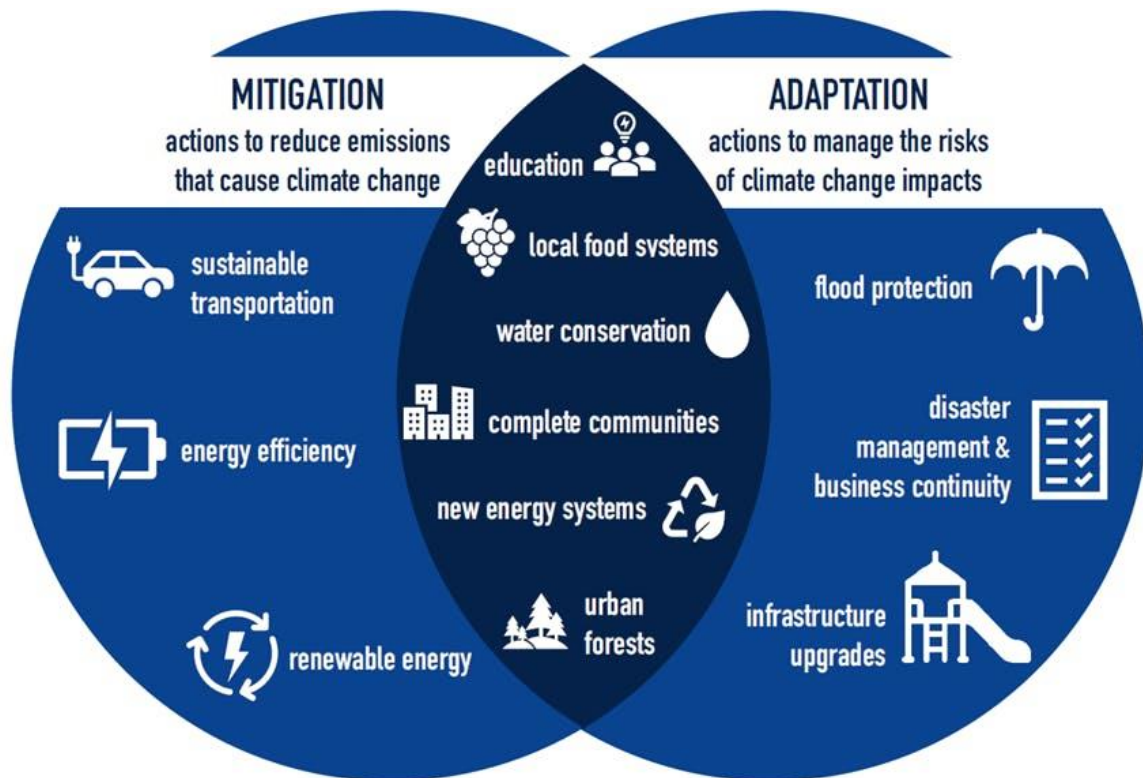 MITIGATION
actions to reduce emissions
that cause climate change
sustainable
transportation
energy efficiency
renewable energy
education
local food systems
water conservation
complete communities
new energy systems
urban
forests
ADAPTATION
actions to manage the risks
of climate change impacts
flood protection
disaster
management &
business continuity
infrastructure
upgrades